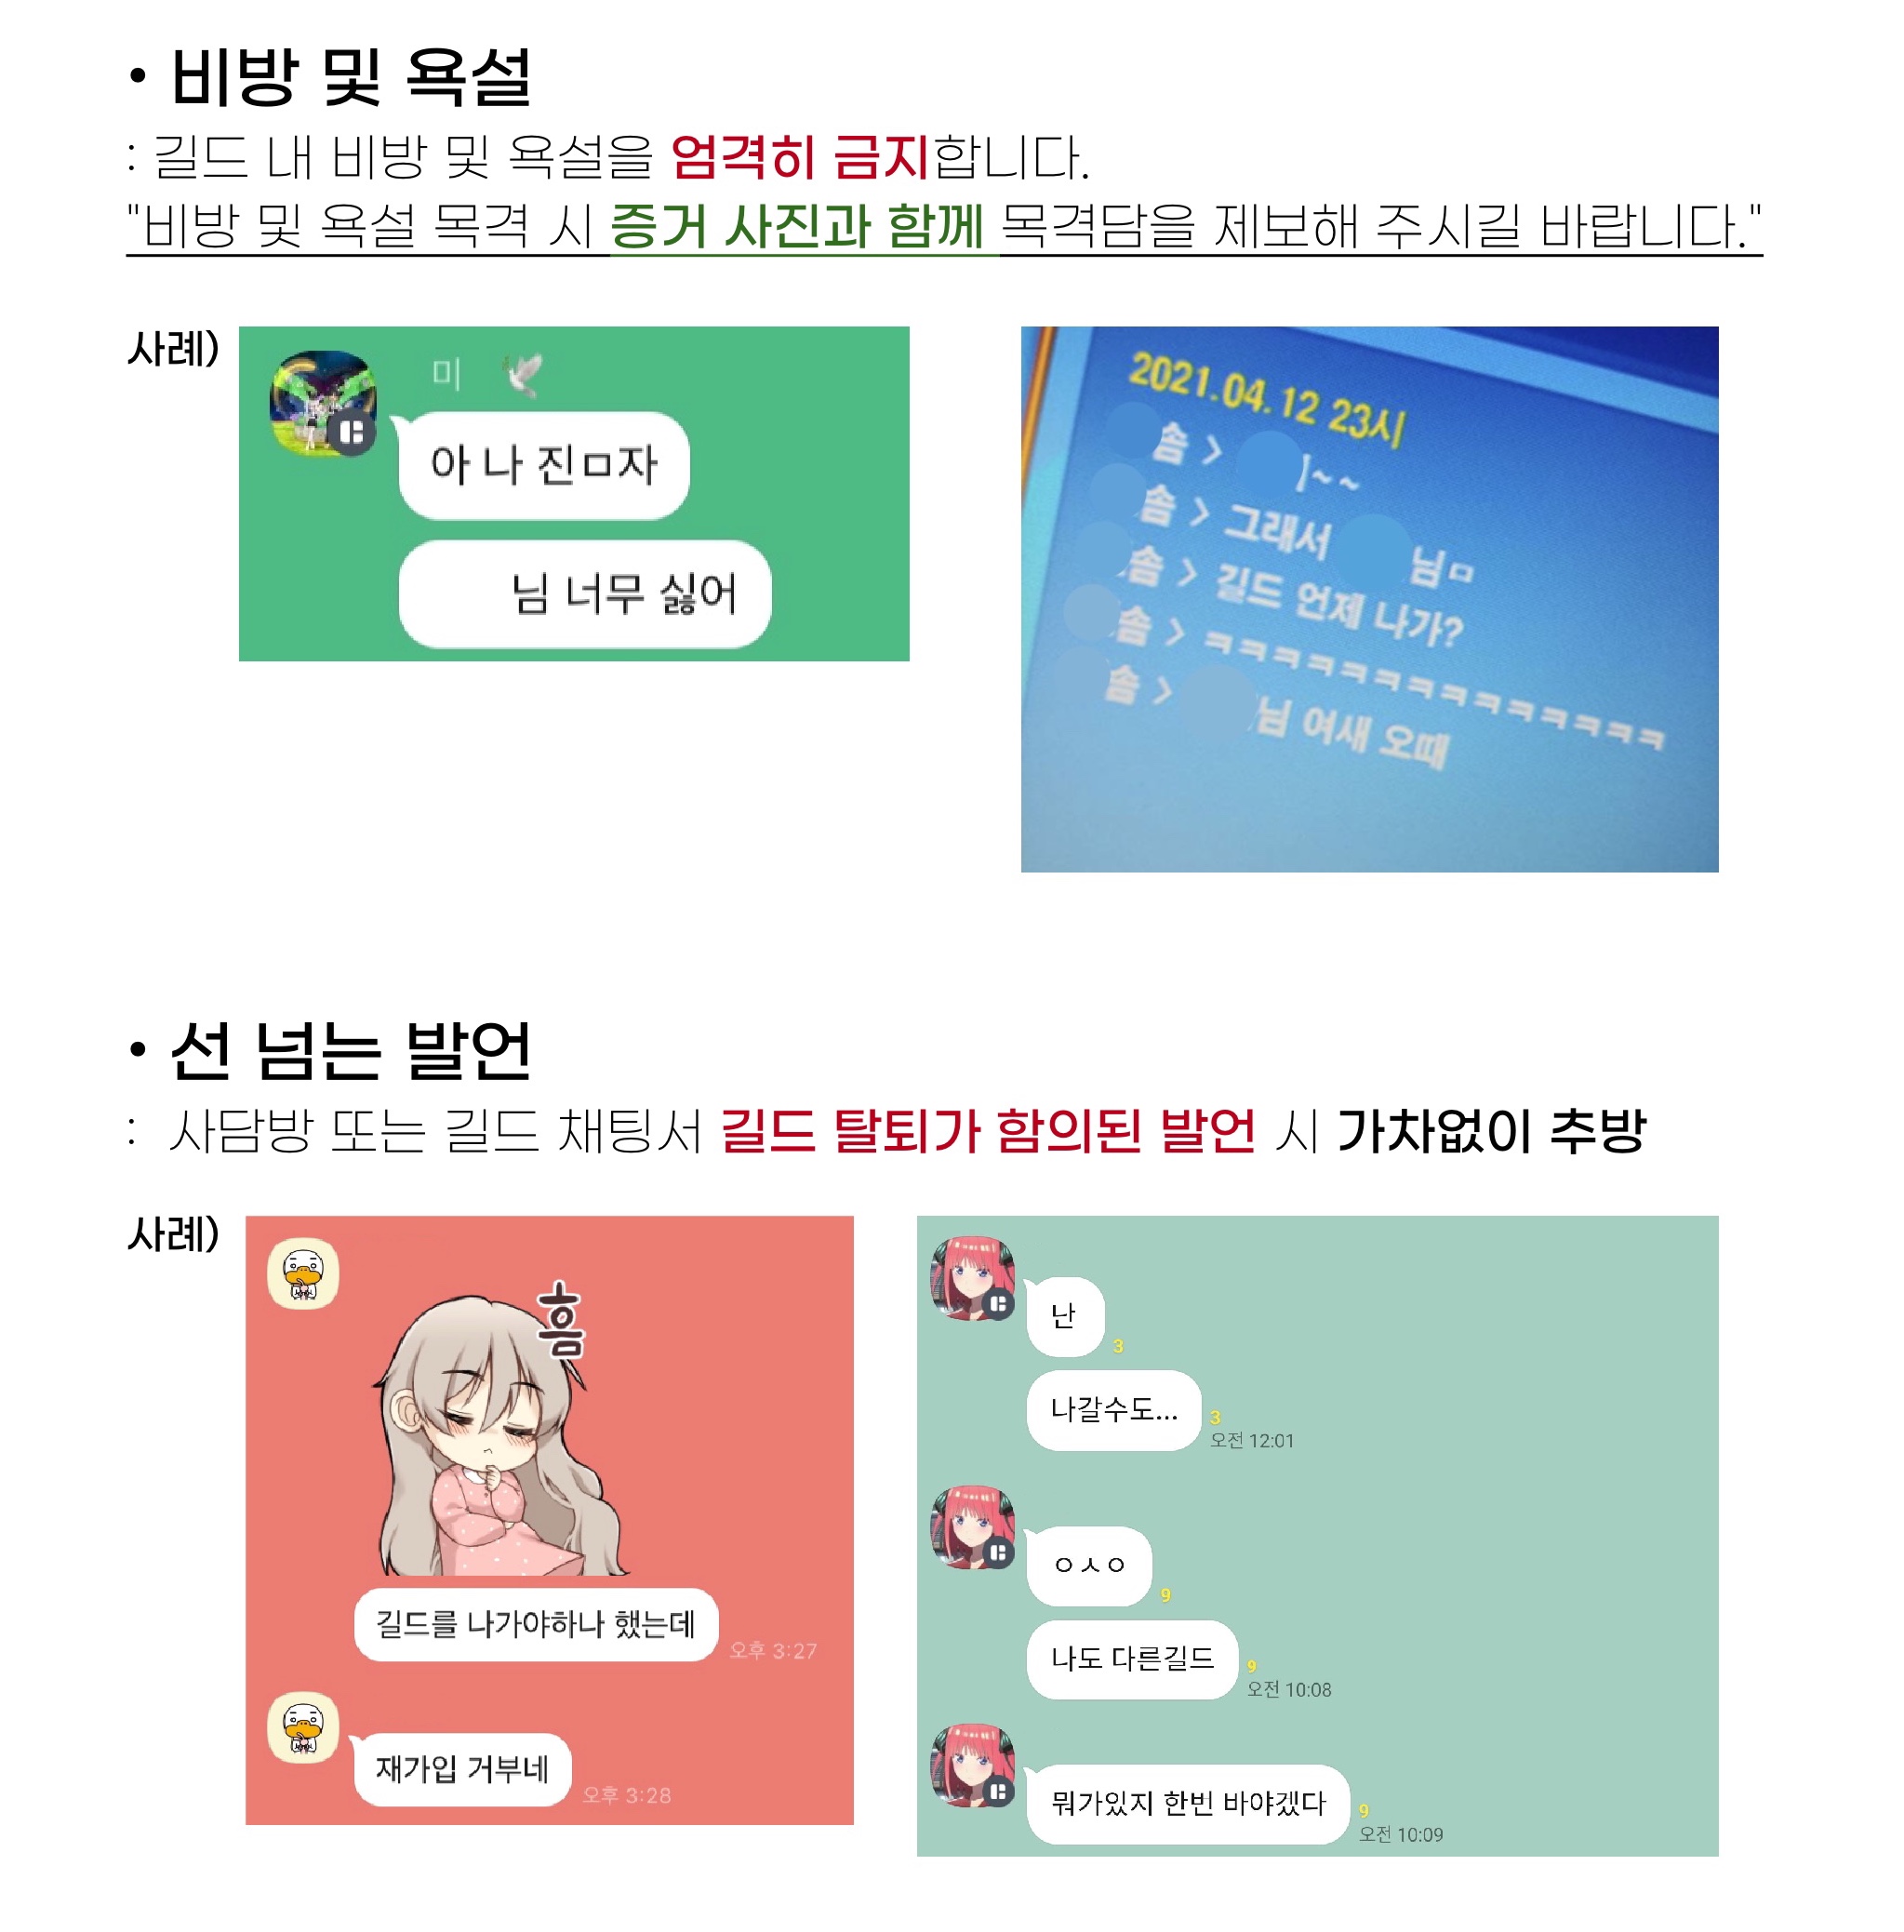 • 비방 및 욕설
: 길드 내 비방 및 욕설을 엄격히 금지합니다.
"비방 및 욕설 목격 시 증거 사진과 함께 목격담을 제보해 주시길 바랍니다."
사례)
미 🕊
아 나 진ㅁ자
님 너무 싫어
2021.04.12 23시
솜 > ~~
솜 > 그래서 님ㅁ
솜 > 길드 언제 나가?
솜 > ㅋㅋㅋㅋㅋㅋㅋㅋㅋㅋㅋㅋㅋㅋ
솜 > 님 여새 오때
• 선 넘는 발언
: 사담방 또는 길드 채팅서 길드 탈퇴가 함의된 발언 시 가차없이 추방
사례)
흠
길드를 나가야하나 했는데
오후 3:27
재가입 거부네
오후 3:28
난
3
나갈수도...
3
오전 12:01
ㅇㅅㅇ
9
나도 다른길드
9
오전 10:08
뭐가있지 한번 바야겠다
9
오전 10:09